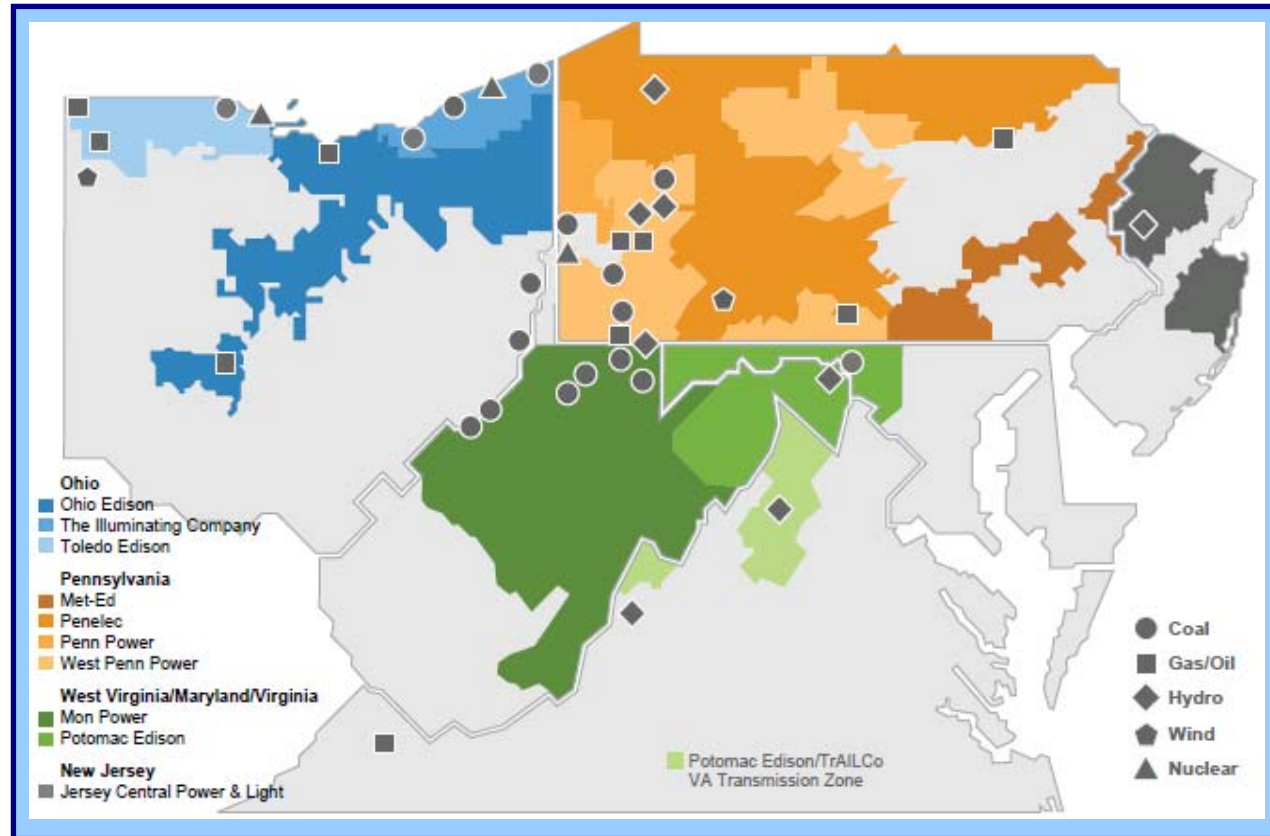 Ohio
Ohio Edison
The Illuminating Company
Toledo Edison
Pennsylvania
Met-Ed
Penelec
Penn Power
West Penn Power
West Virginia/Maryland/Virginia
Mon Power
Potomac Edison
New Jersey
Jersey Central Power & Light
Potomac Edison/TrAILCo
VA Transmission Zone
Coal
Gas/Oil
Hydro
Wind
Nuclear